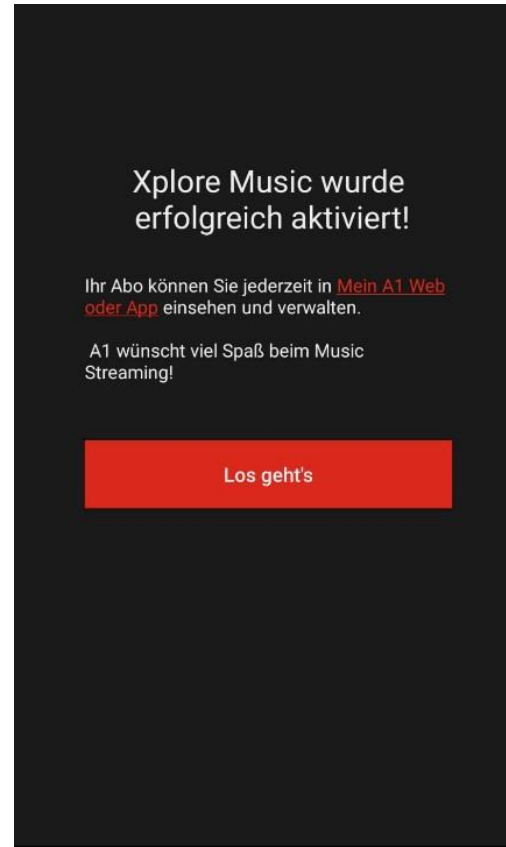 Xplore Music wurde
erfolgreich aktiviert!
Ihr Abo können Sie jederzeit in Mein A1 Web
oder App einsehen und verwalten.
A1 wünscht viel Spaß beim Music
Streaming!
Los geht's